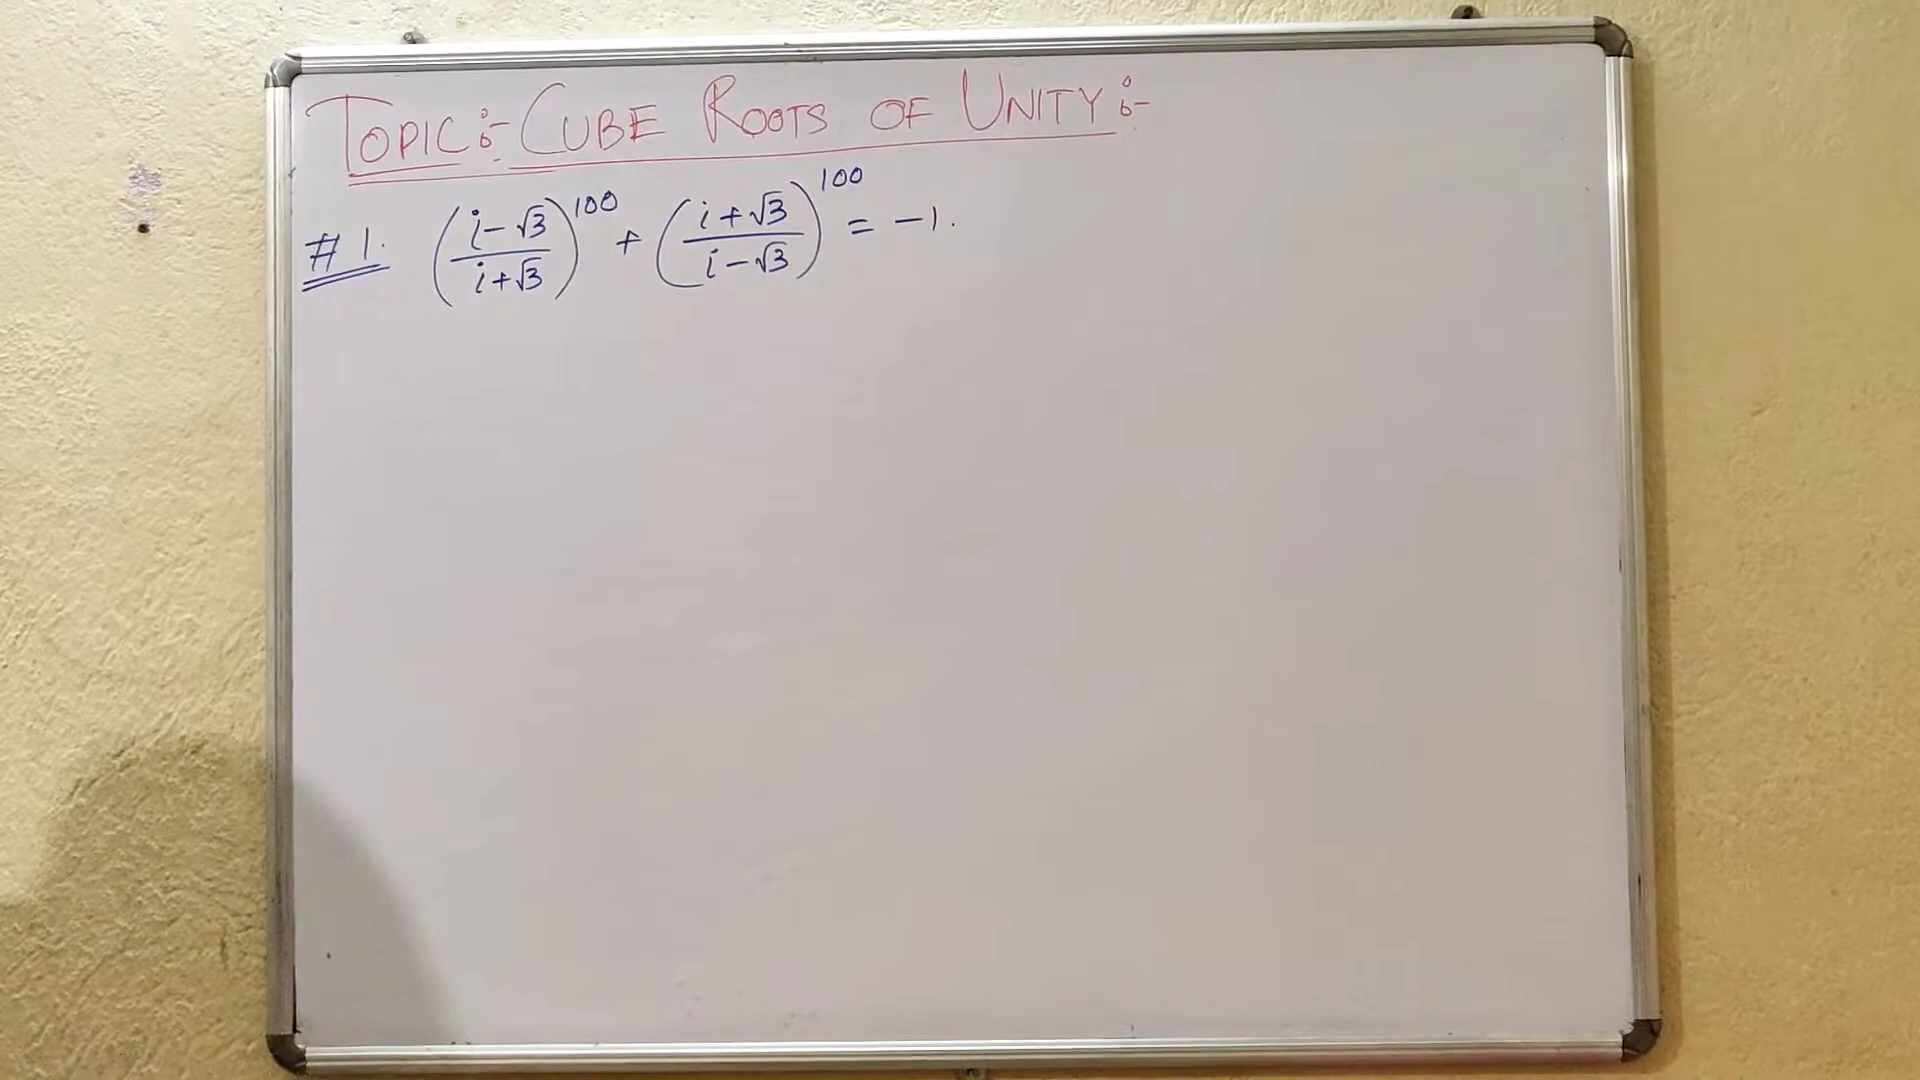 TOPIC:- CUBE ROOTS OF UNITY:-
# 1. ((i-√3)/(i+√3))^100 + ((i+√3)/(i-√3))^100 = -1.